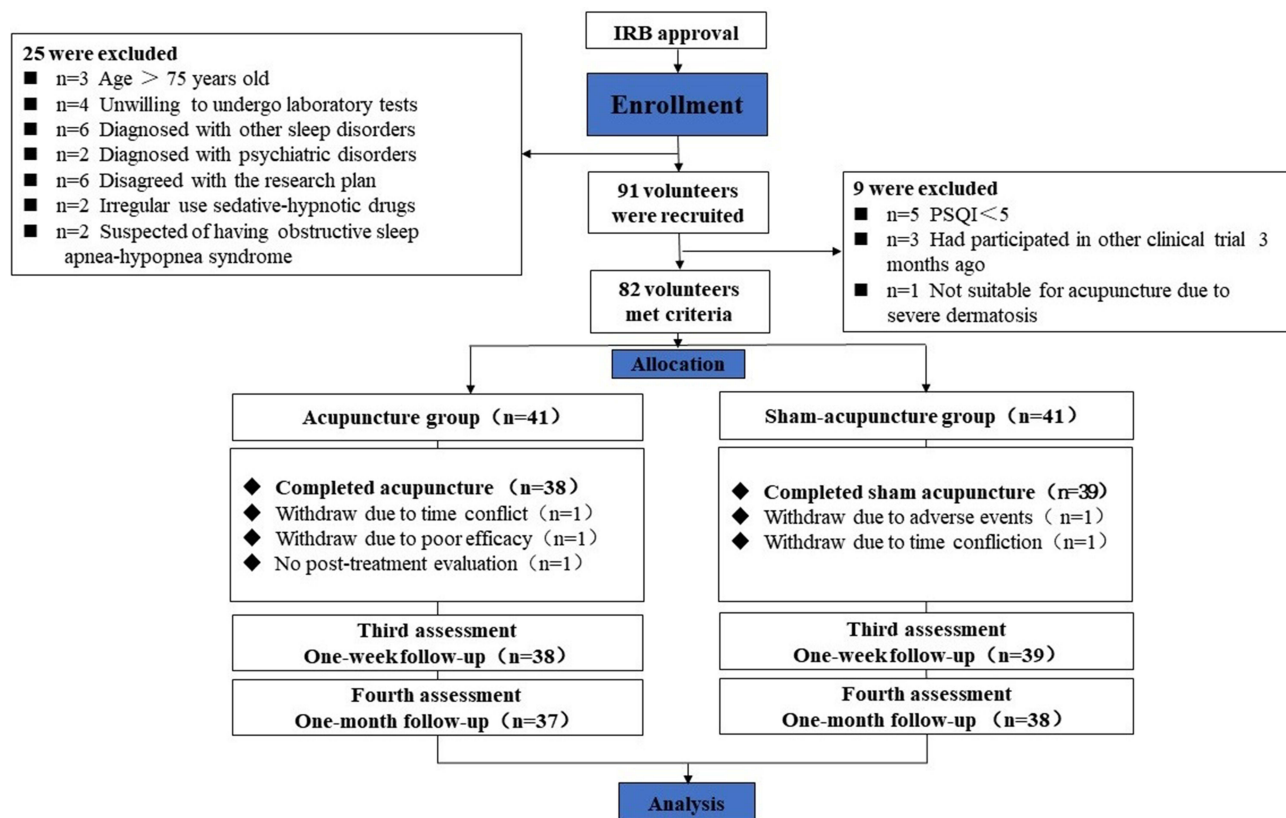 IRB approval
Enrollment
25 were excluded
■ n=3 Age ＞ 75 years old
■ n=4 Unwilling to undergo laboratory tests
■ n=6 Diagnosed with other sleep disorders
■ n=2 Diagnosed with psychiatric disorders
■ n=6 Disagreed with the research plan
■ n=2 Irregular use sedative-hypnotic drugs
■ n=2 Suspected of having obstructive sleep
apnea-hypopnea syndrome
91 volunteers
were recruited
9 were excluded
■ n=5 PSQI＜5
■ n=3 Had participated in other clinical trial 3
months ago
■ n=1 Not suitable for acupuncture due to
severe dermatosis
82 volunteers
met criteria
Allocation
Acupuncture group（n=41）
◆ Completed acupuncture（n=38）
◆ Withdraw due to time conflict（n=1）
◆ Withdraw due to poor efficacy（n=1）
◆ No post-treatment evaluation（n=1）
Third assessment
One-week follow-up（n=38）
Fourth assessment
One-month follow-up（n=37）
Sham-acupuncture group（n=41）
◆ Completed sham acupuncture（n=39）
◆ Withdraw due to adverse events（n=1）
◆ Withdraw due to time confliction（n=1）
Third assessment
One-week follow-up（n=39）
Fourth assessment
One-month follow-up（n=38）
Analysis